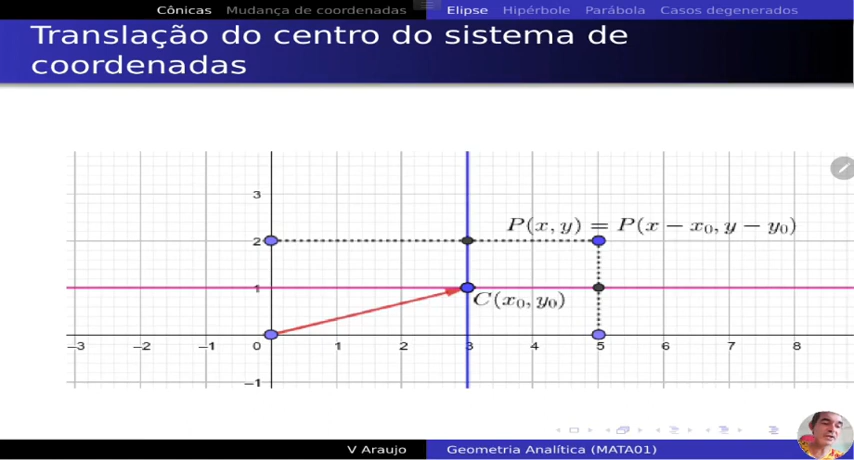 Cônicas Mudança de coordenadas Elipse Hipérbole Parábola Casos degenerados
Translação do centro do sistema de
coordenadas
3
P(x, y) = P(x − x₀, y − y₀)
2
1
C(x₀, y₀)
−3 −2 −1 0 1 2 3 4 5 6 7 8
−1
V Araujo Geometria Analítica (MATA01)